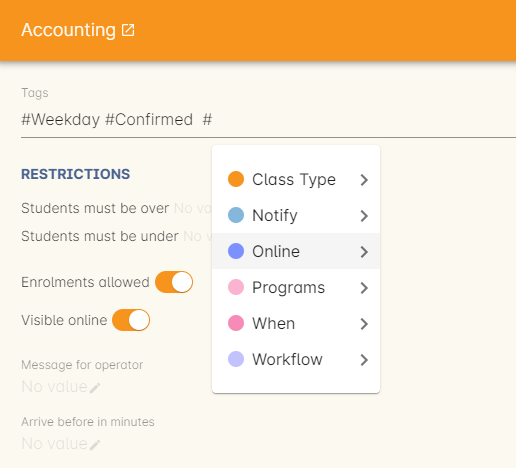 Accounting
Tags
#Weekday #Confirmed #
RESTRICTIONS
Students must be over No va
Students must be under No v
Enrolments allowed
Visible online
Message for operator
No value
Arrive before in minutes
No value
Class Type
Notify
Online
Programs
When
Workflow